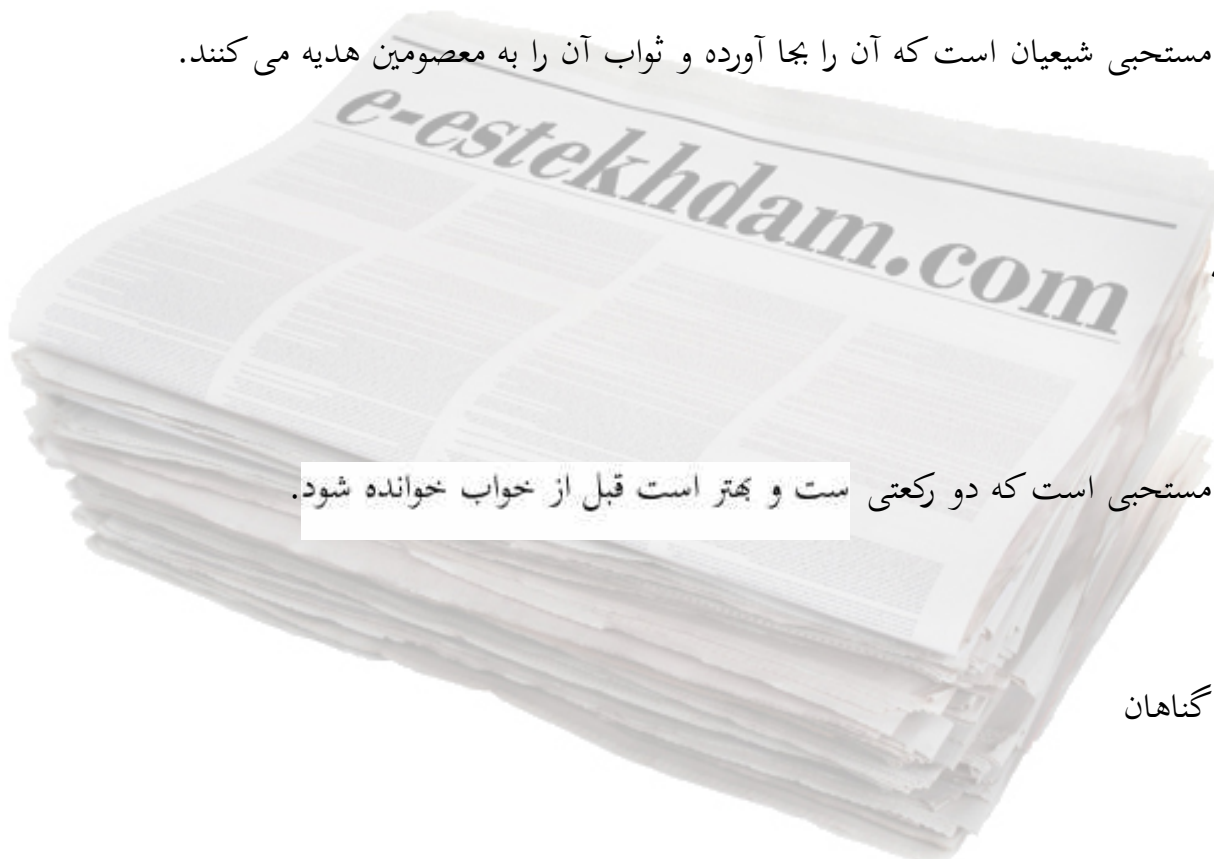 مستحبی شیعیان است که آن را بجا آورده و ثواب آن را به معصومین هدیه می کنند.
e-estekhdam.com
مستحبی است که دو رکعتی ست و بهتر است قبل از خواب خوانده شود.
گناهان